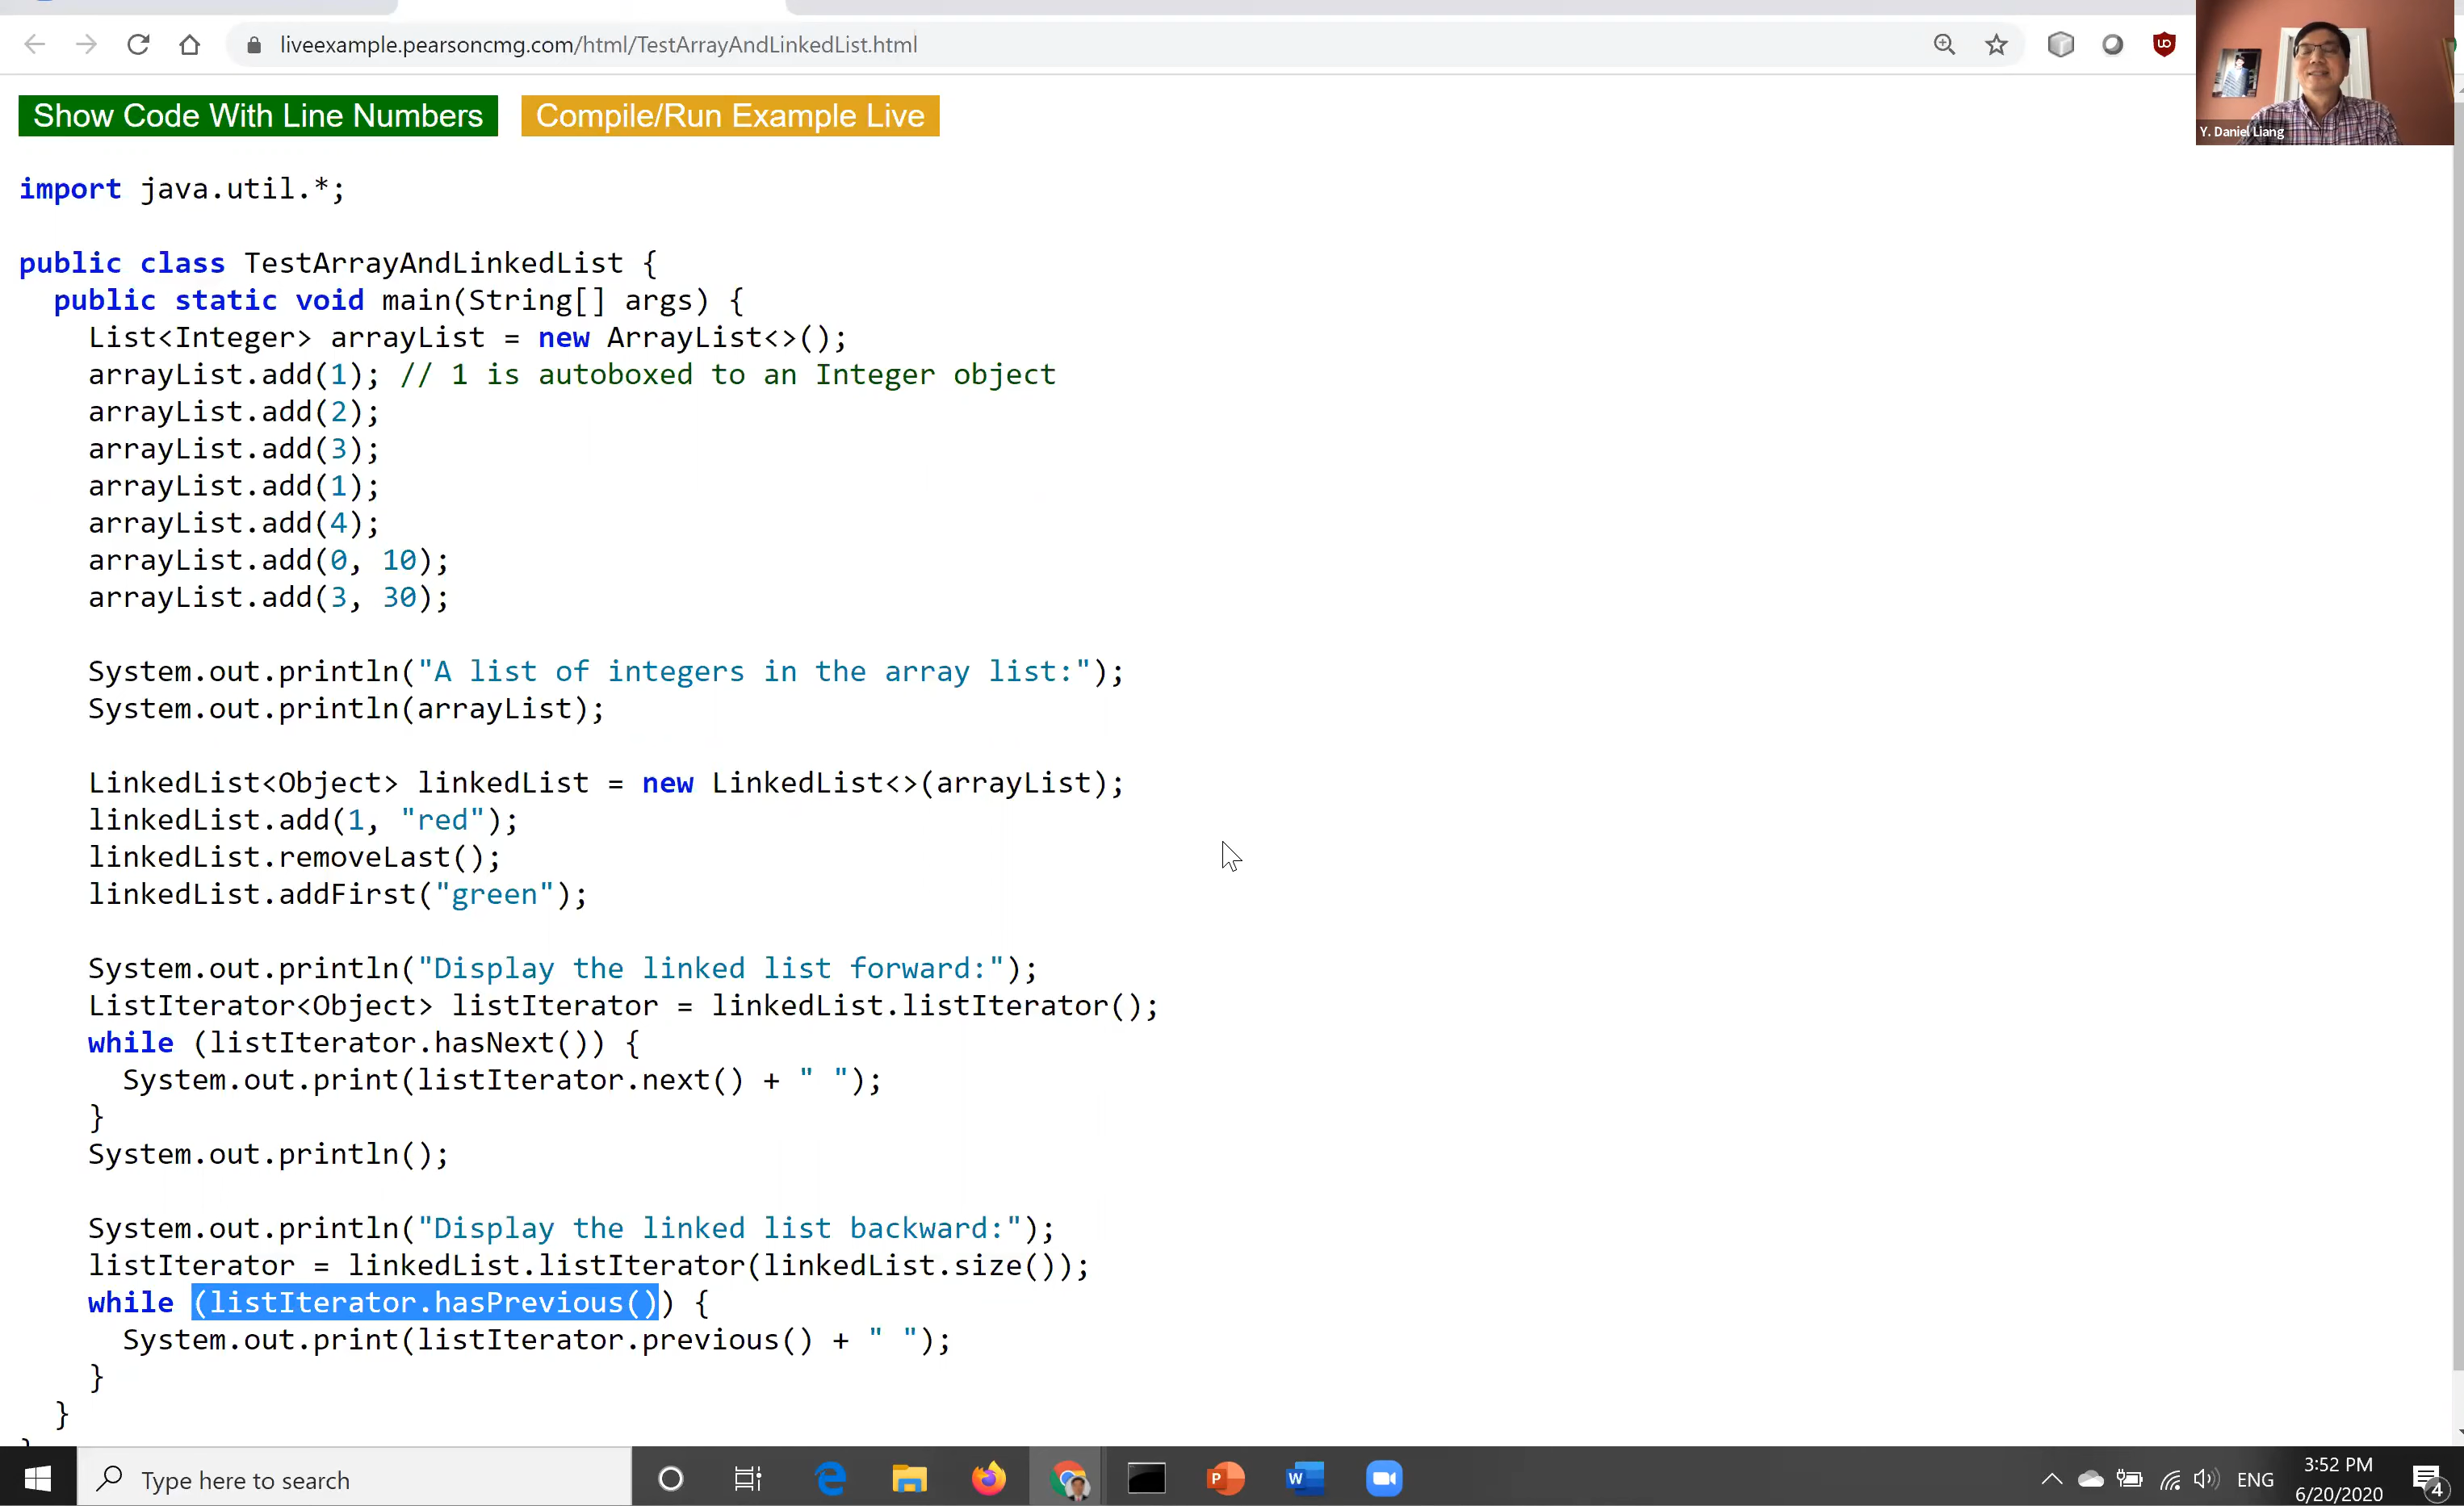 liveexample.pearsoncmg.com/html/TestArrayAndLinkedList.html
Y. Daniel Liang
Show Code With Line Numbers
Compile/Run Example Live
import java.util.*;
public class TestArrayAndLinkedList {
  public static void main(String[] args) {
    List<Integer> arrayList = new ArrayList<>();
    arrayList.add(1); // 1 is autoboxed to an Integer object
    arrayList.add(2);
    arrayList.add(3);
    arrayList.add(1);
    arrayList.add(4);
    arrayList.add(0, 10);
    arrayList.add(3, 30);
    System.out.println("A list of integers in the array list:");
    System.out.println(arrayList);
    LinkedList<Object> linkedList = new LinkedList<>(arrayList);
    linkedList.add(1, "red");
    linkedList.removeLast();
    linkedList.addFirst("green");
    System.out.println("Display the linked list forward:");
    ListIterator<Object> listIterator = linkedList.listIterator();
    while (listIterator.hasNext()) {
      System.out.print(listIterator.next() + " ");
    }
    System.out.println();
    System.out.println("Display the linked list backward:");
    listIterator = linkedList.listIterator(linkedList.size());
    while (listIterator.hasPrevious()) {
      System.out.print(listIterator.previous() + " ");
    }
  }
Type here to search
ENG
3:52 PM
6/20/2020
4